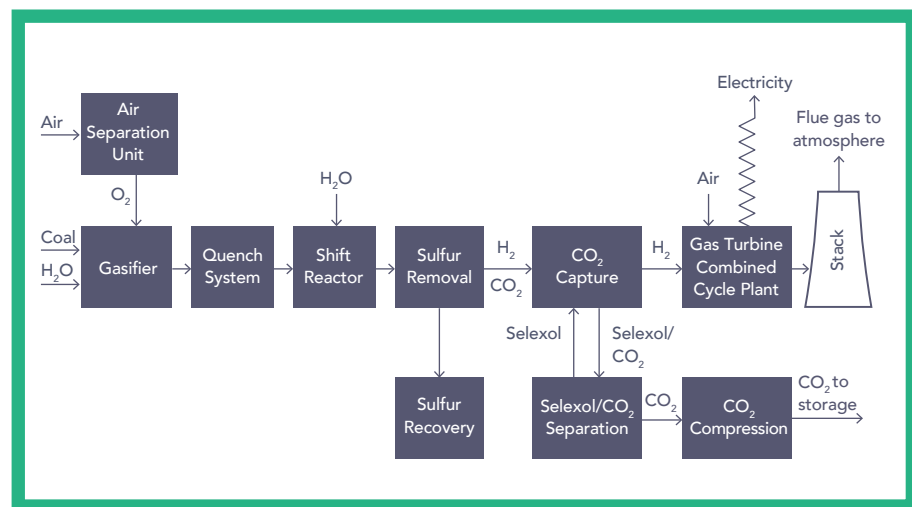 Electricity
Flue gas to
atmosphere
Air
Air
Separation
Unit
O₂
H₂O
Air
Coal
H₂O
Gasifier
Quench
System
Shift
Reactor
Sulfur
Removal
H₂
CO₂
CO₂
Capture
H₂
Gas Turbine
Combined
Cycle Plant
Stack
Selexol
Selexol/
CO₂
Sulfur
Recovery
Selexol/CO₂
Separation
CO₂
CO₂
Compression
CO₂ to
storage